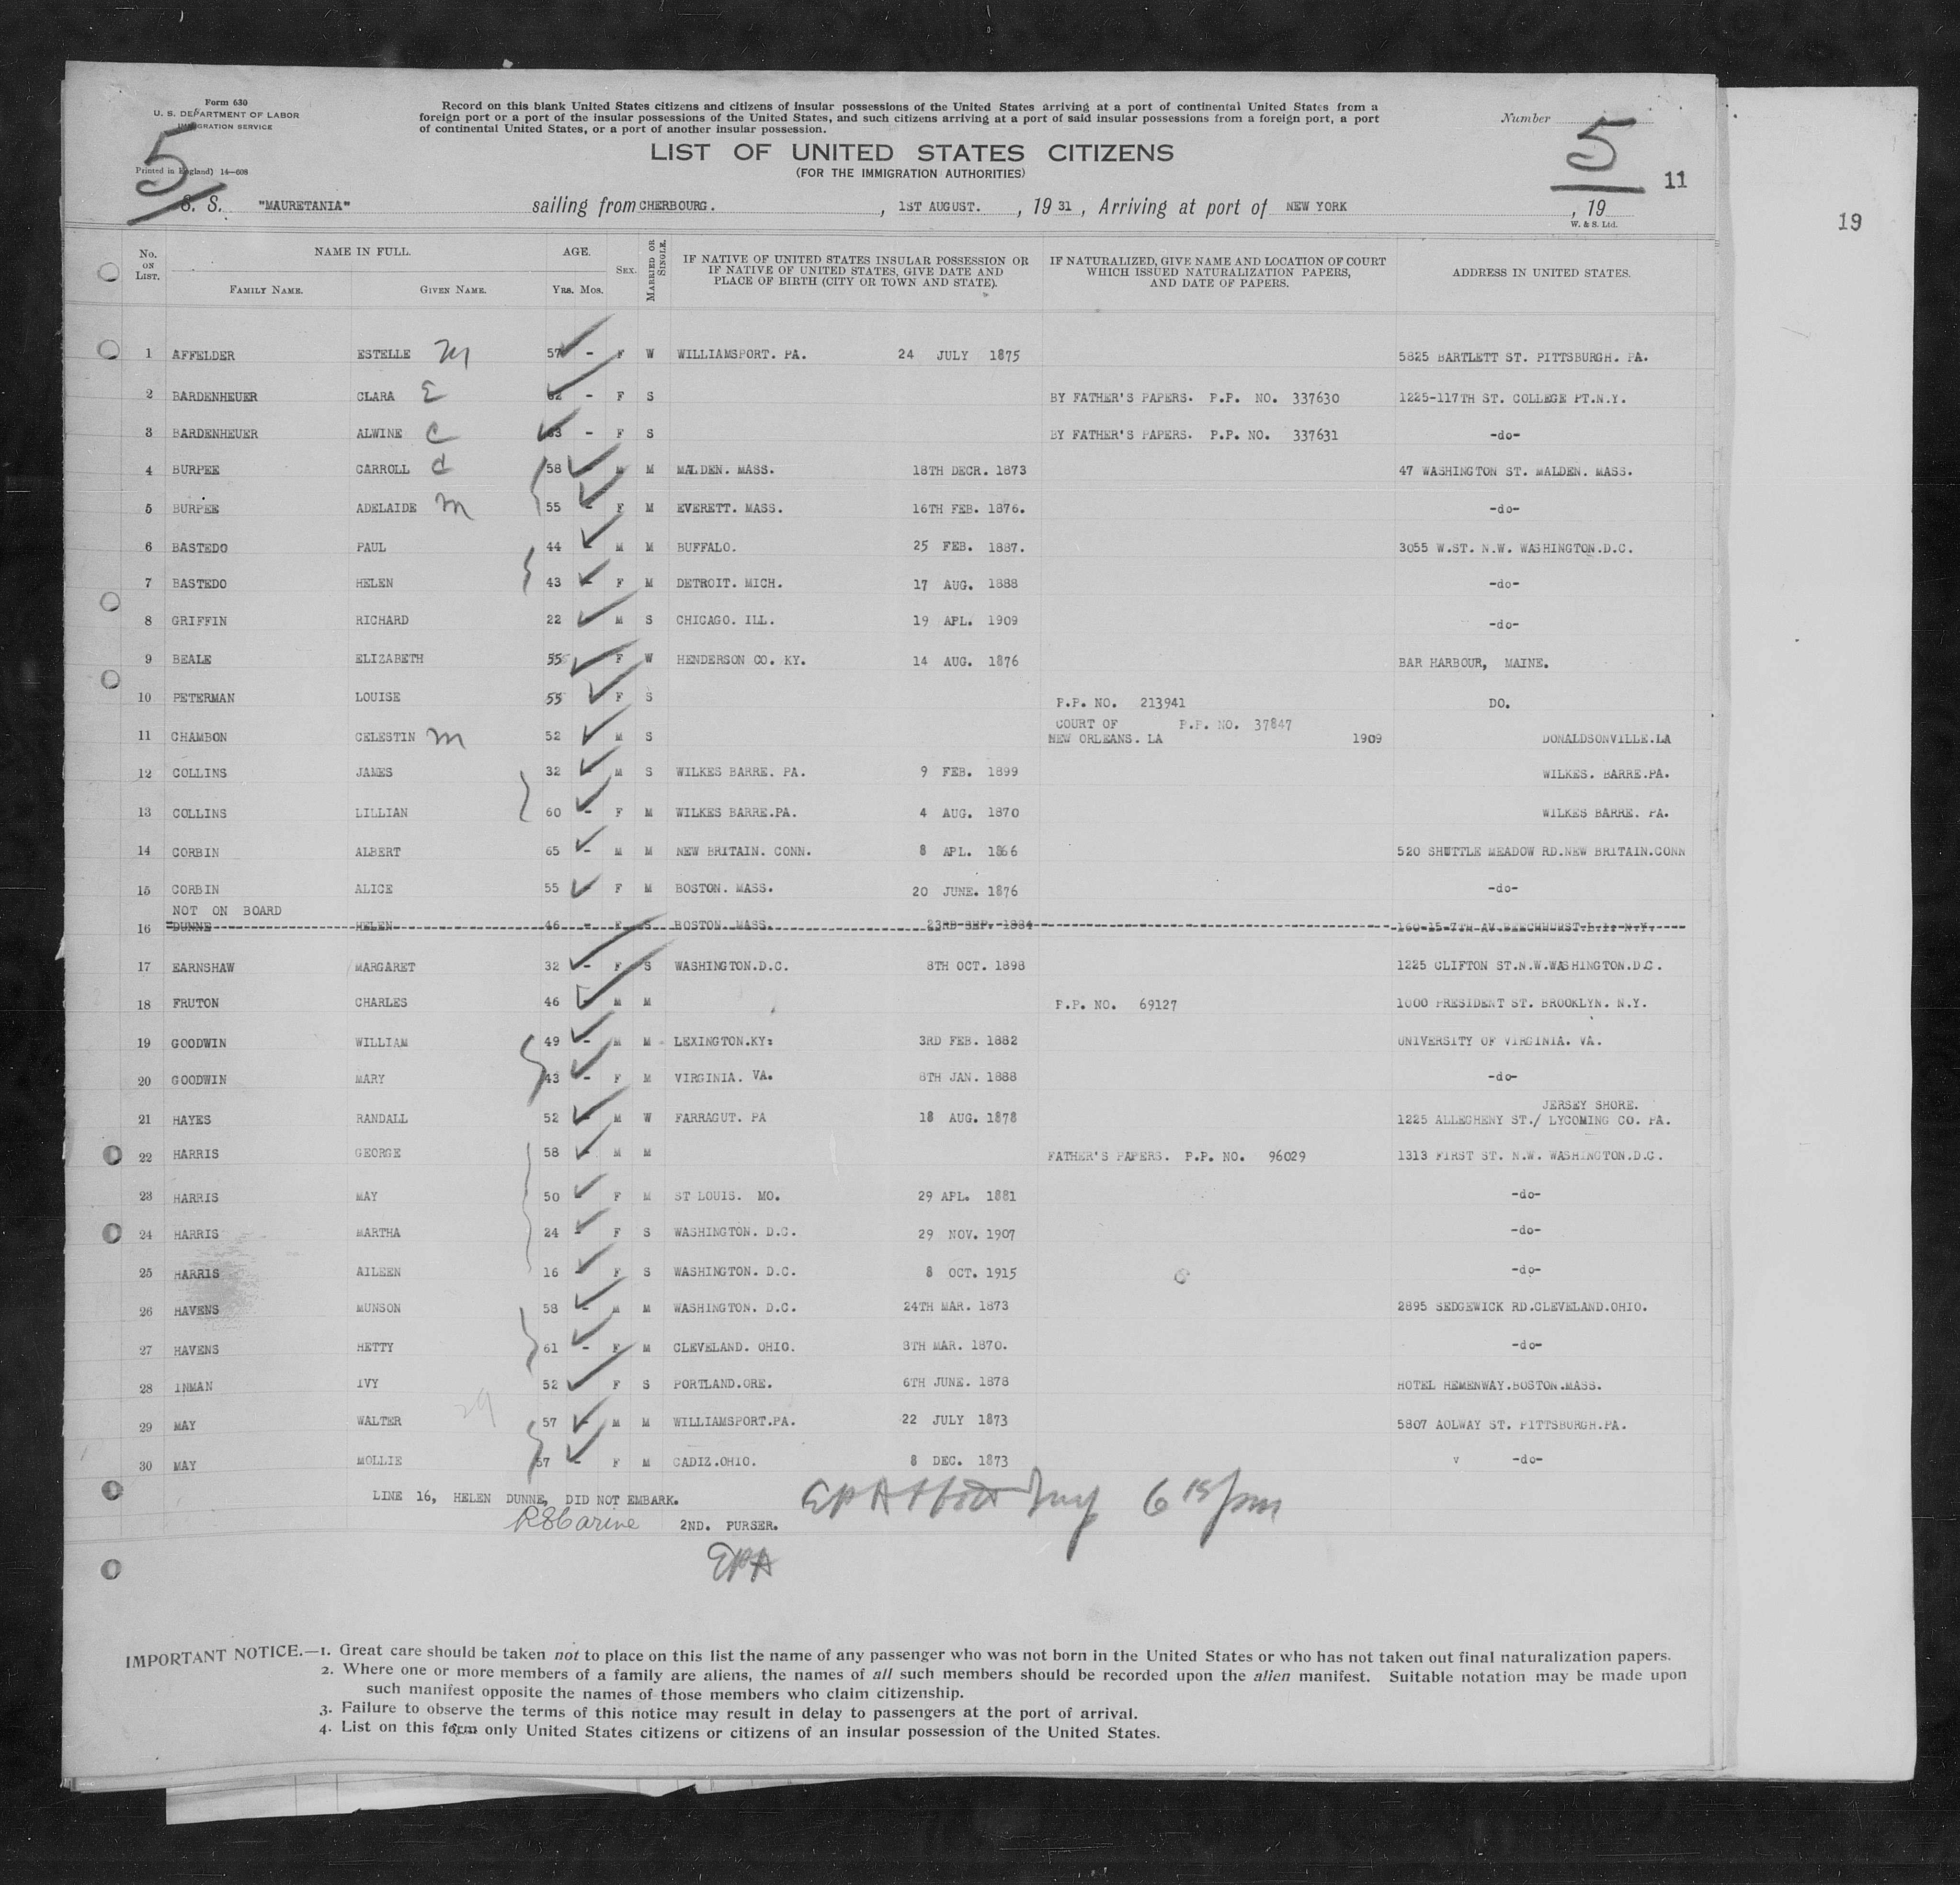 Form 630
U. S. DEPARTMENT OF LABOR
IMMIGRATION SERVICE
Printed in England) 14—608
5
Record on this blank United States citizens and citizens of insular possessions of the United States arriving at a port of continental United States from a
foreign port or a port of the insular possessions of the United States, and such citizens arriving at a port of said insular possessions from a foreign port, a port
of continental United States, or a port of another insular possession.
Number
5
11
19
LIST OF UNITED STATES CITIZENS
(FOR THE IMMIGRATION AUTHORITIES)
S. S. "MAURETANIA" sailing from CHERBOURG. , 1ST AUGUST. , 19 31 , Arriving at port of NEW YORK , 19
W. & S. Ltd.
No. ON LIST. NAME IN FULL. FAMILY NAME. GIVEN NAME. AGE. Yrs. Mos. SEX. MARRIED OR SINGLE. IF NATIVE OF UNITED STATES INSULAR POSSESSION OR IF NATIVE OF UNITED STATES, GIVE DATE AND PLACE OF BIRTH (CITY OR TOWN AND STATE). IF NATURALIZED, GIVE NAME AND LOCATION OF COURT WHICH ISSUED NATURALIZATION PAPERS, AND DATE OF PAPERS. ADDRESS IN UNITED STATES.
1 AFFELDER ESTELLE M 57 - F W WILLIAMSPORT. PA. 24 JULY 1875 5825 BARTLETT ST. PITTSBURGH. PA.
2 BARDENHEUER CLARA E 62 - F S BY FATHER'S PAPERS. P.P. NO. 337630 1225-117TH ST. COLLEGE PT.N.Y.
3 BARDENHEUER ALWINE C 63 - F S BY FATHER'S PAPERS. P.P. NO. 337631 -do-
4 BURPEE CARROLL d 58 - M M MALDEN. MASS. 18TH DECR. 1873 47 WASHINGTON ST. MALDEN. MASS.
5 BURPEE ADELAIDE M 55 - F M EVERETT. MASS. 16TH FEB. 1876. -do-
6 BASTEDO PAUL 44 - M M BUFFALO. 25 FEB. 1887. 3055 W.ST. N.W. WASHINGTON.D.C.
7 BASTEDO HELEN 43 - F M DETROIT. MICH. 17 AUG. 1888 -do-
8 GRIFFIN RICHARD 22 - M S CHICAGO. ILL. 19 APL. 1909 -do-
9 BEALE ELIZABETH 55 F W HENDERSON CO. KY. 14 AUG. 1876 BAR HARBOUR, MAINE.
10 PETERMAN LOUISE 55 F S P.P. NO. 213941 DO.
11 CHAMBON CELESTIN M 52 - M S COURT OF P.P. NO. 37847
NEW ORLEANS. LA 1909 DONALDSONVILLE.LA
12 COLLINS JAMES 32 - M S WILKES BARRE. PA. 9 FEB. 1899 WILKES. BARRE.PA.
13 COLLINS LILLIAN 60 - F M WILKES BARRE.PA. 4 AUG. 1870 WILKES BARRE. PA.
14 CORBIN ALBERT 65 - M M NEW BRITAIN. CONN. 8 APL. 1866 520 SHUTTLE MEADOW RD.NEW BRITAIN.CONN
15 CORBIN ALICE 55 - F M BOSTON. MASS. 20 JUNE. 1876 -do-
NOT ON BOARD
16 DUNNE HELEN 46 - F S BOSTON MASS. 23RD SEP. 1884 160-15-7TH AV.BEECHHURST.L.I. N.Y.
17 EARNSHAW MARGARET 32 - F S WASHINGTON.D.C. 8TH OCT. 1898 1225 CLIFTON ST.N.W.WASHINGTON.D.C.
18 FRUTON CHARLES 46 - M M P.P. NO. 69127 1000 PRESIDENT ST. BROOKLYN. N.Y.
19 GOODWIN WILLIAM 49 - M M LEXINGTON.KY: 3RD FEB. 1882 UNIVERSITY OF VIRGINIA. VA.
20 GOODWIN MARY 43 - F M VIRGINIA. VA. 8TH JAN. 1888 -do-
21 HAYES RANDALL 52 - M W FARRAGUT. PA 18 AUG. 1878 JERSEY SHORE.
1225 ALLEGHENY ST./ LYCOMING CO. PA.
22 HARRIS GEORGE 58 - M M FATHER'S PAPERS. P.P. NO. 96029 1313 FIRST ST. N.W. WASHINGTON.D.C.
23 HARRIS MAY 50 - F M ST LOUIS. MO. 29 APL. 1881 -do-
24 HARRIS MARTHA 24 - F S WASHINGTON. D.C. 29 NOV. 1907 -do-
25 HARRIS AILEEN 16 - F S WASHINGTON. D.C. 8 OCT. 1915 -do-
26 HAVENS MUNSON 58 - M M WASHINGTON. D.C. 24TH MAR. 1873 2895 SEDGEWICK RD.CLEVELAND.OHIO.
27 HAVENS HETTY 61 - F M CLEVELAND. OHIO. 8TH MAR. 1870. -do-
28 INMAN IVY 52 F S PORTLAND.ORE. 6TH JUNE. 1878 HOTEL HEMENWAY.BOSTON.MASS.
29 MAY WALTER 57 - M M WILLIAMSPORT.PA. 22 JULY 1873 5807 AOLWAY ST. PITTSBURGH.PA.
30 MAY MOLLIE 57 - F M CADIZ.OHIO. 8 DEC. 1873 v -do-
29
LINE 16, HELEN DUNNE, DID NOT EMBARK.
2ND. PURSER.
6 15 pm
EPA
IMPORTANT NOTICE.—1. Great care should be taken not to place on this list the name of any passenger who was not born in the United States or who has not taken out final naturalization papers.
2. Where one or more members of a family are aliens, the names of all such members should be recorded upon the alien manifest. Suitable notation may be made upon
such manifest opposite the names of those members who claim citizenship.
3. Failure to observe the terms of this notice may result in delay to passengers at the port of arrival.
4. List on this form only United States citizens or citizens of an insular possession of the United States.